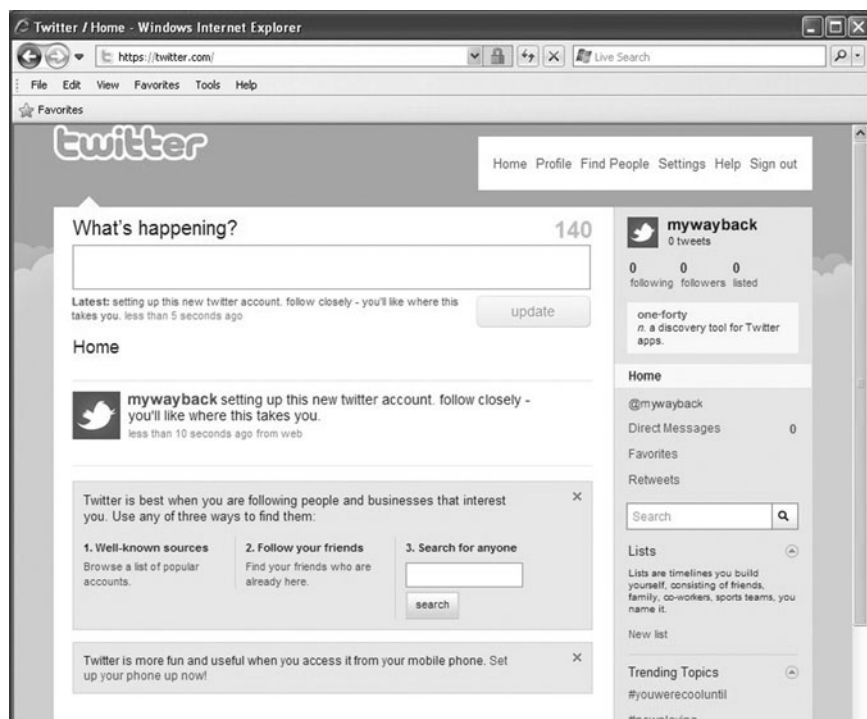 Twitter / Home - Windows Internet Explorer
https://twitter.com/
Live Search
File Edit View Favorites Tools Help
Favorites
twitter
Home Profile Find People Settings Help Sign out
What's happening?
140
Latest: setting up this new twitter account. follow closely - you'll like where this
takes you. less than 5 seconds ago
update
Home
mywayback setting up this new twitter account. follow closely -
you'll like where this takes you.
less than 10 seconds ago from web
Twitter is best when you are following people and businesses that interest
you. Use any of three ways to find them:
1. Well-known sources
Browse a list of popular
accounts.
2. Follow your friends
Find your friends who are
already here.
3. Search for anyone
search
Twitter is more fun and useful when you access it from your mobile phone. Set
up your phone up now!
mywayback
0 tweets
0 0 0
following followers listed
one-forty
n. a discovery tool for Twitter
apps.
Home
@mywayback
Direct Messages 0
Favorites
Retweets
Search
Lists
Lists are timelines you build
yourself, consisting of friends,
family, co-workers, sports teams, you
name it.
New list
Trending Topics
#youwerecooluntil